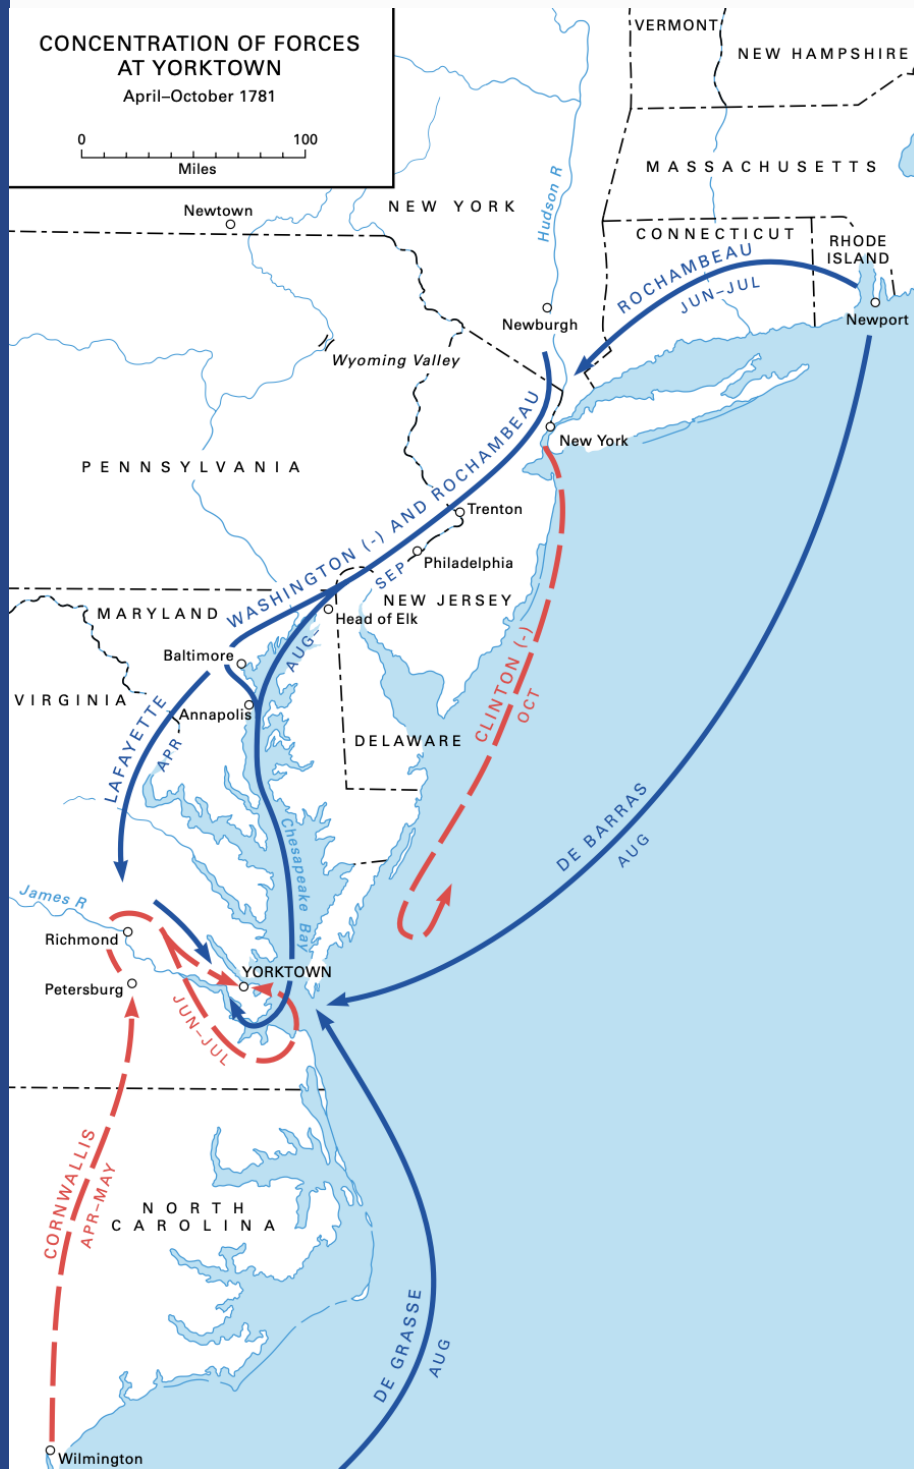 CONCENTRATION OF FORCES
AT YORKTOWN
April–October 1781
0 100
Miles
VERMONT
NEW HAMPSHIRE
MASSACHUSETTS
NEW YORK
Hudson R
Newtown
CONNECTICUT
RHODE
ISLAND
ROCHAMBEAU
JUN–JUL
Newburgh
Newport
Wyoming Valley
New York
PENNSYLVANIA
WASHINGTON (-) AND ROCHAMBEAU
Trenton
Philadelphia
AUG–
SEP
NEW JERSEY
MARYLAND
Head of Elk
Baltimore
VIRGINIA
Annapolis
LAFAYETTE
APR
DELAWARE
CLINTON (-)
OCT
DE BARRAS
AUG
Chesapeake Bay
James R
Richmond
YORKTOWN
Petersburg
JUN–JUL
CORNWALLIS
APR–MAY
NORTH
CAROLINA
DE GRASSE
AUG
Wilmington